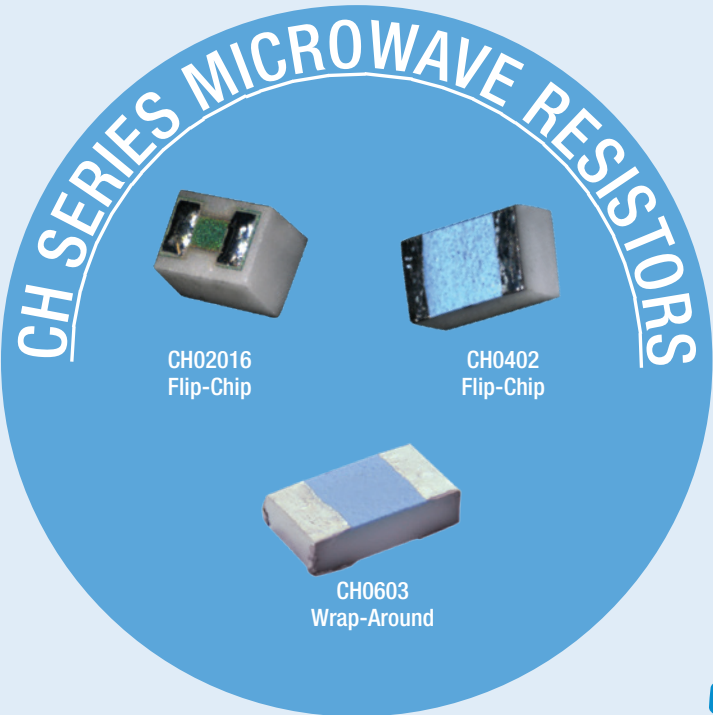 CH SERIES MICROWAVE RESISTORS
CH02016
Flip-Chip
CH0402
Flip-Chip
CH0603
Wrap-Around